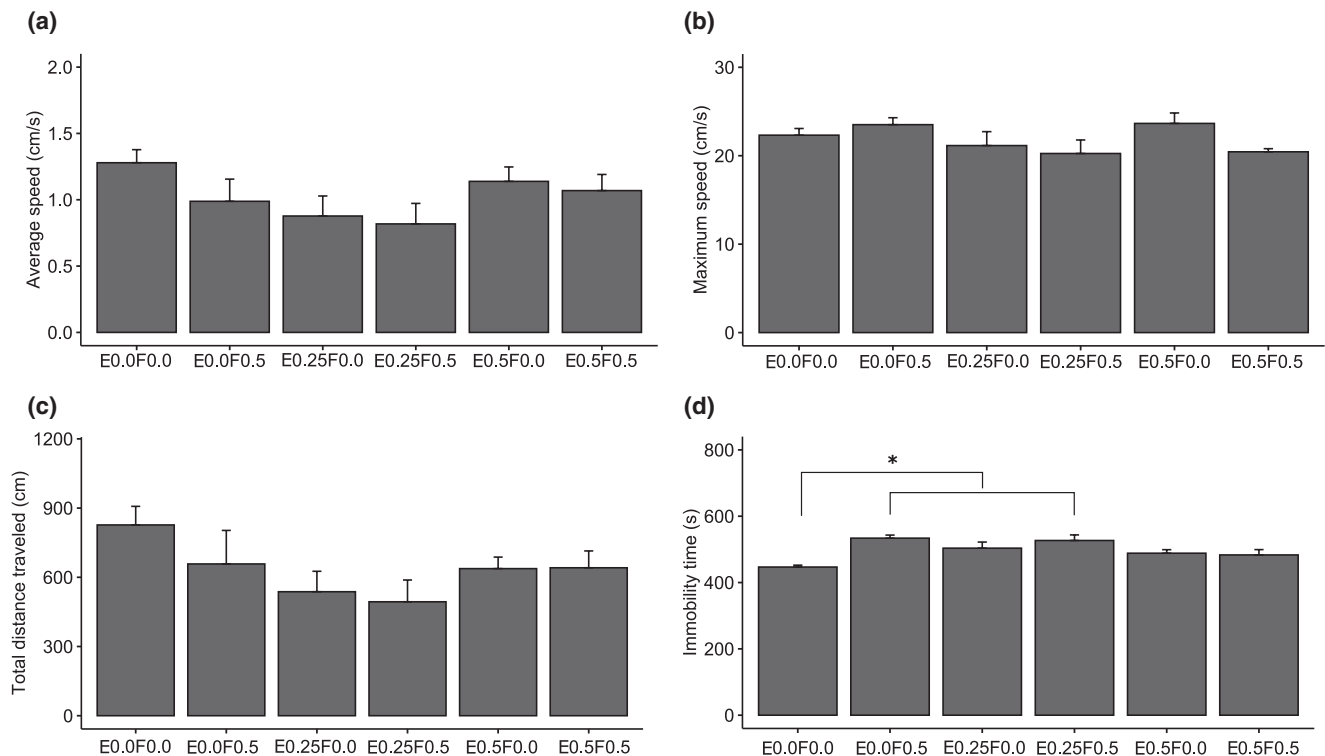 (a)
Average speed (cm/s)
2.0
1.5
1.0
0.5
0.0
E0.0F0.0 E0.0F0.5 E0.25F0.0 E0.25F0.5 E0.5F0.0 E0.5F0.5
(b)
Maximum speed (cm/s)
30
20
10
0
E0.0F0.0 E0.0F0.5 E0.25F0.0 E0.25F0.5 E0.5F0.0 E0.5F0.5
(c)
Total distance traveled (cm)
1200
900
600
300
0
E0.0F0.0 E0.0F0.5 E0.25F0.0 E0.25F0.5 E0.5F0.0 E0.5F0.5
(d)
Immobility time (s)
800
600
400
200
0
*
E0.0F0.0 E0.0F0.5 E0.25F0.0 E0.25F0.5 E0.5F0.0 E0.5F0.5